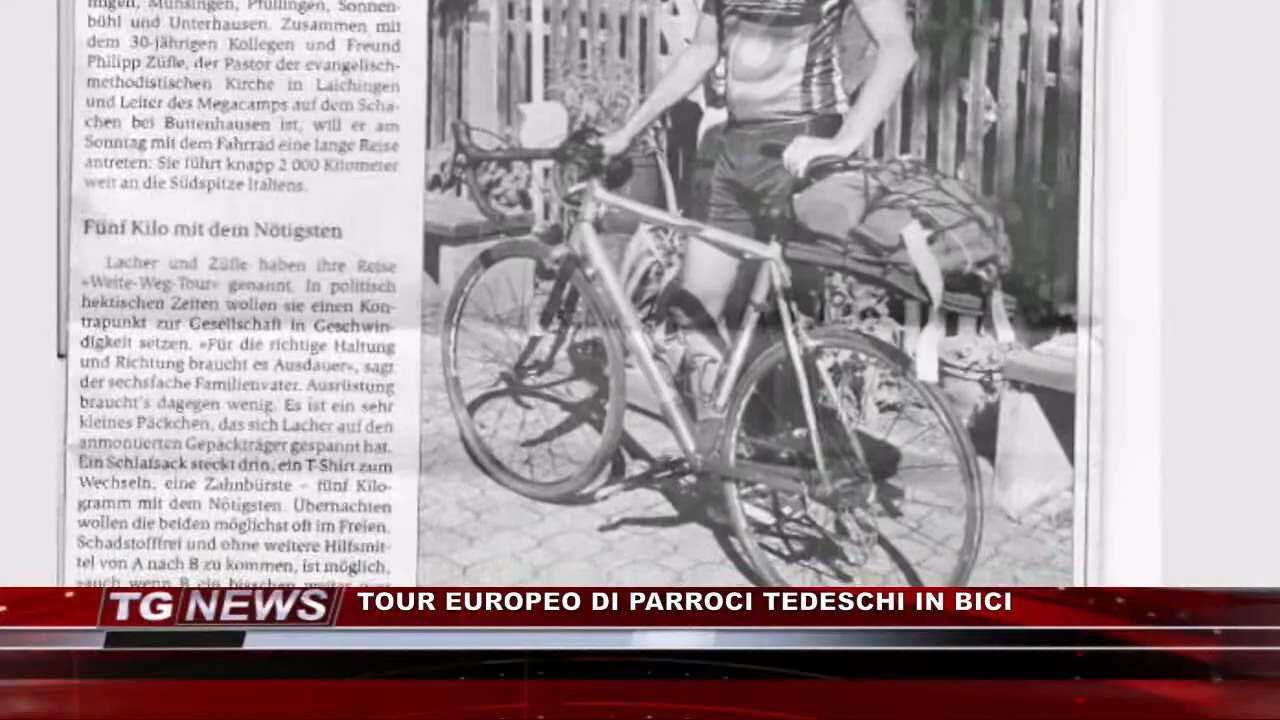 ringen, Münsingen, Pfullingen, Sonnen-
bühl und Unterhausen. Zusammen mit
dem 30-jährigen Kollegen und Freund
Philipp Züfle, der Pastor der evangelisch-
methodistischen Kirche in Laichingen
und Leiter des Megacamps auf dem Scha-
chen bei Buttenhausen ist, will er am
Sonntag mit dem Fahrrad eine lange Reise
antreten: Sie führt knapp 2 000 Kilometer
weit an die Südspitze Italiens.
Fünf Kilo mit dem Nötigsten
Lacher und Züfle haben ihre Reise
»Weite-Weg-Tour« genannt. In politisch
hektischen Zeiten wollen sie einen Kon-
trapunkt zur Gesellschaft in Geschwin-
digkeit setzen. »Für die richtige Haltung
und Richtung braucht es Ausdauer«, sagt
der sechsfache Familienvater. Ausrüstung
braucht's dagegen wenig. Es ist ein sehr
kleines Päckchen, das sich Lacher auf den
anmontierten Gepäckträger gespannt hat.
Ein Schlafsack steckt drin, ein T-Shirt zum
Wechseln, eine Zahnbürste – fünf Kilo-
gramm mit dem Nötigsten. Übernachten
wollen die beiden möglichst oft im Freien.
Schadstofffrei und ohne weitere Hilfsmit-
tel von A nach B zu kommen, ist möglich,
»auch wenn B ein bisschen weiter
TG NEWS TOUR EUROPEO DI PARROCI TEDESCHI IN BICI